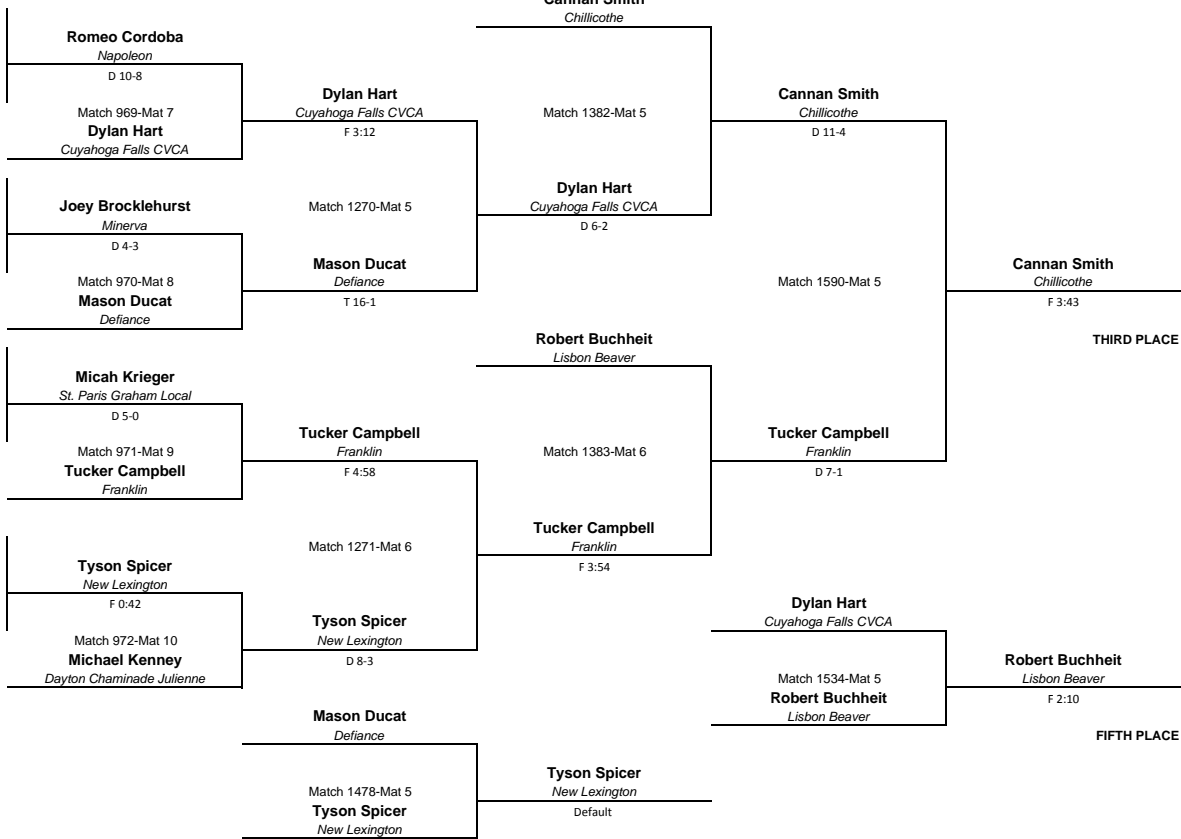 Cannan Smith
Chillicothe
Romeo Cordoba
Napoleon
D 10-8
Match 969-Mat 7
Dylan Hart
Cuyahoga Falls CVCA
Dylan Hart
Cuyahoga Falls CVCA
F 3:12
Match 1382-Mat 5
Cannan Smith
Chillicothe
D 11-4
Joey Brocklehurst
Minerva
D 4-3
Match 970-Mat 8
Mason Ducat
Defiance
Match 1270-Mat 5
Mason Ducat
Defiance
T 16-1
Dylan Hart
Cuyahoga Falls CVCA
D 6-2
Match 1590-Mat 5
Cannan Smith
Chillicothe
F 3:43
THIRD PLACE
Micah Krieger
St. Paris Graham Local
D 5-0
Match 971-Mat 9
Tucker Campbell
Franklin
Tucker Campbell
Franklin
F 4:58
Robert Buchheit
Lisbon Beaver
Match 1383-Mat 6
Tucker Campbell
Franklin
D 7-1
Match 1271-Mat 6
Tucker Campbell
Franklin
F 3:54
Tyson Spicer
New Lexington
F 0:42
Match 972-Mat 10
Michael Kenney
Dayton Chaminade Julienne
Tyson Spicer
New Lexington
D 8-3
Dylan Hart
Cuyahoga Falls CVCA
Match 1534-Mat 5
Robert Buchheit
Lisbon Beaver
Robert Buchheit
Lisbon Beaver
F 2:10
FIFTH PLACE
Mason Ducat
Defiance
Match 1478-Mat 5
Tyson Spicer
New Lexington
Tyson Spicer
New Lexington
Default